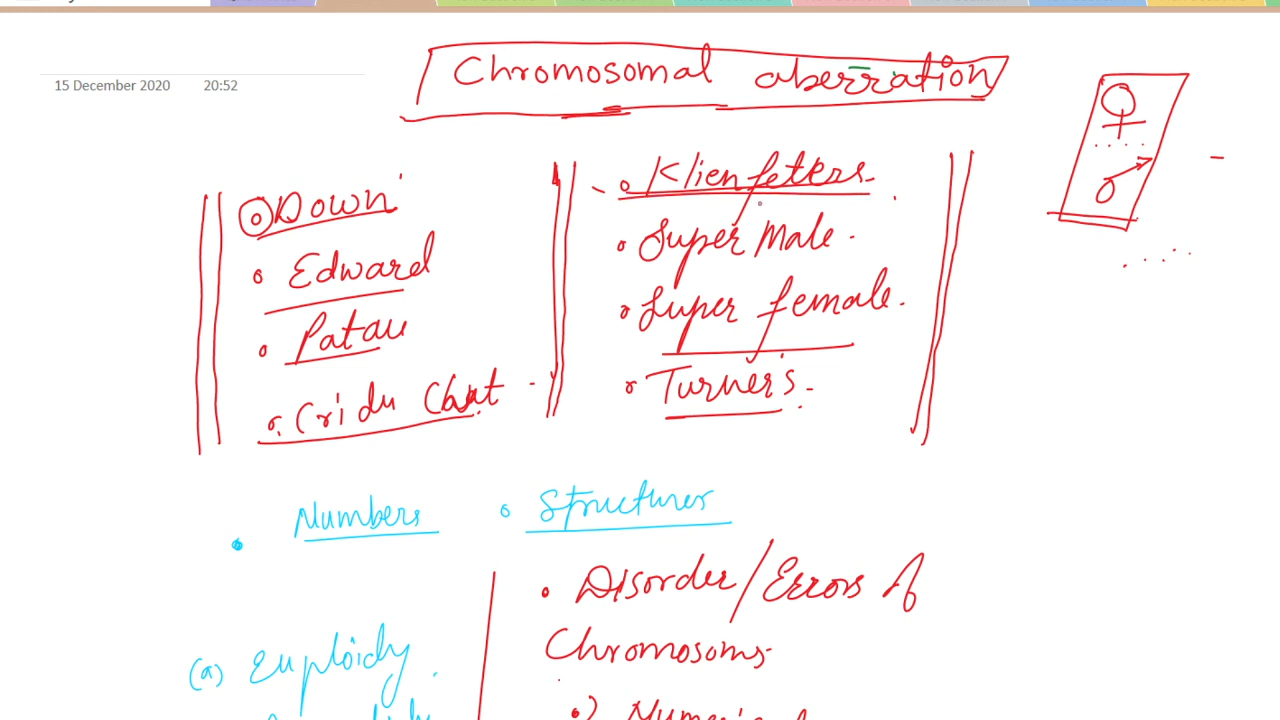 15 December 2020 20:52
Chromosomal aberration
Down
Edward
Patau
Cri du Chat
Klienfetters
Super Male
Super female
Turner's
Numbers
Structures
Disorder/Errors of
Chromosoms
(a) Euploidy